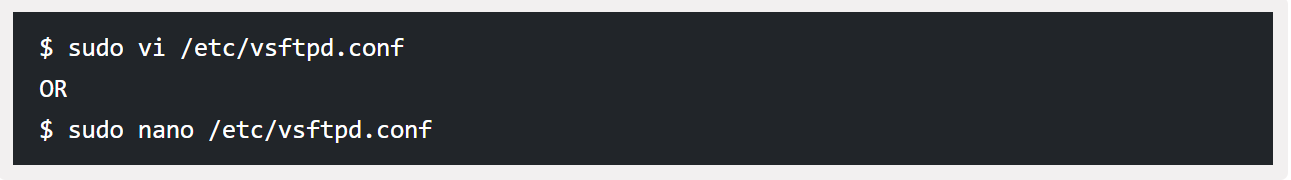 $ sudo vi /etc/vsftpd.conf
OR
$ sudo nano /etc/vsftpd.conf